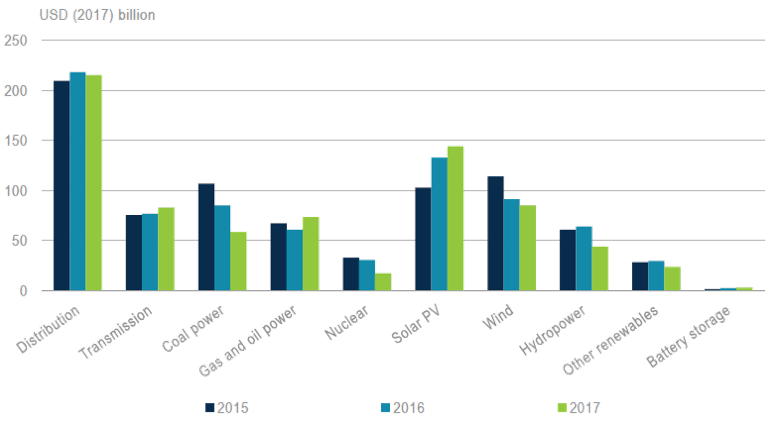 USD (2017) billion
250
200
150
100
50
0
Distribution
Transmission
Coal power
Gas and oil power
Nuclear
Solar PV
Wind
Hydropower
Other renewables
Battery storage
2015 2016 2017